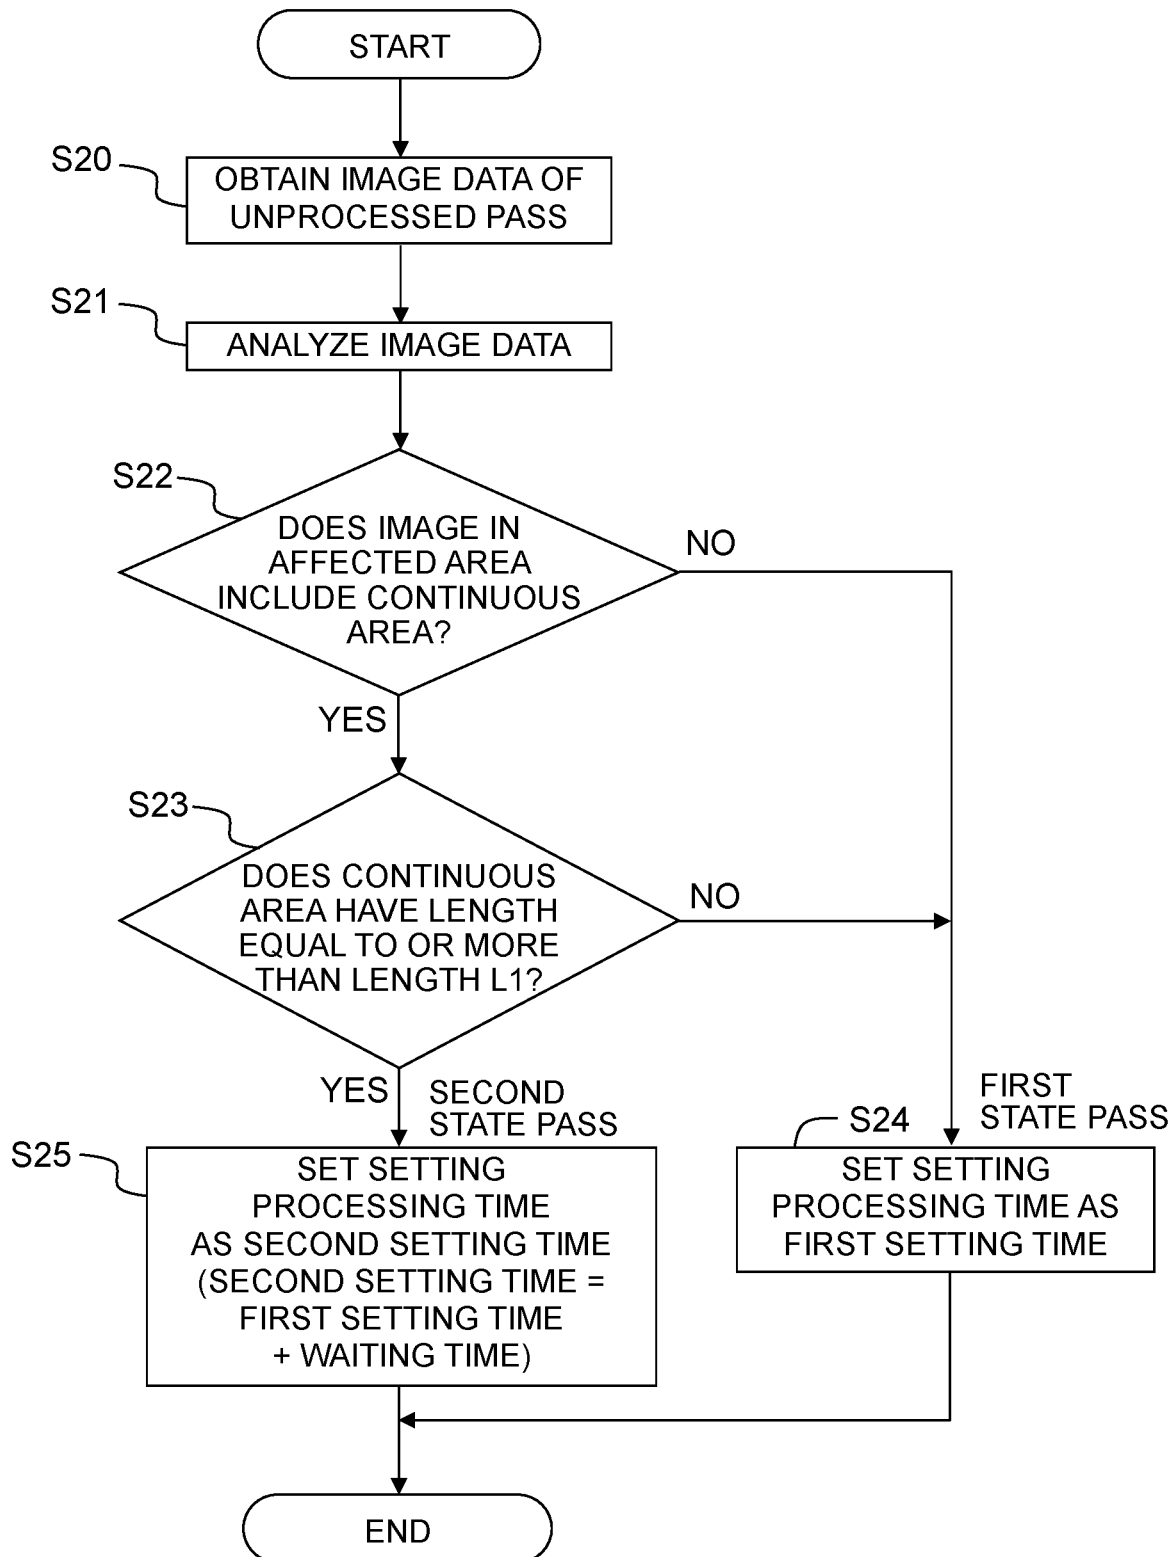 START
S20
OBTAIN IMAGE DATA OF
UNPROCESSED PASS
S21
ANALYZE IMAGE DATA
S22
DOES IMAGE IN
AFFECTED AREA
INCLUDE CONTINUOUS
AREA?
NO
YES
S23
DOES CONTINUOUS
AREA HAVE LENGTH
EQUAL TO OR MORE
THAN LENGTH L1?
NO
YES
SECOND
STATE PASS
FIRST
STATE PASS
S25
SET SETTING
PROCESSING TIME
AS SECOND SETTING TIME
(SECOND SETTING TIME =
FIRST SETTING TIME
+ WAITING TIME)
S24
SET SETTING
PROCESSING TIME AS
FIRST SETTING TIME
END